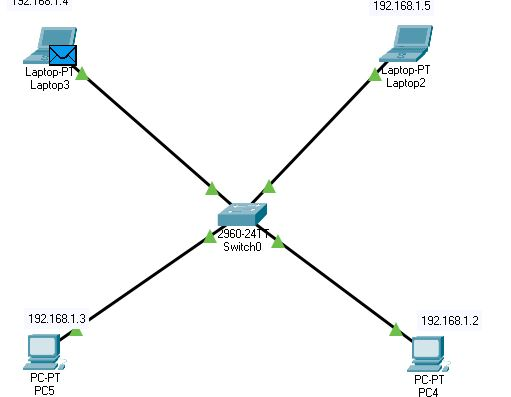 192.168.1.4
192.168.1.5
Laptop-PT
Laptop3
Laptop-PT
Laptop2
2960-24TT
Switch0
192.168.1.3
192.168.1.2
PC-PT
PC5
PC-PT
PC4